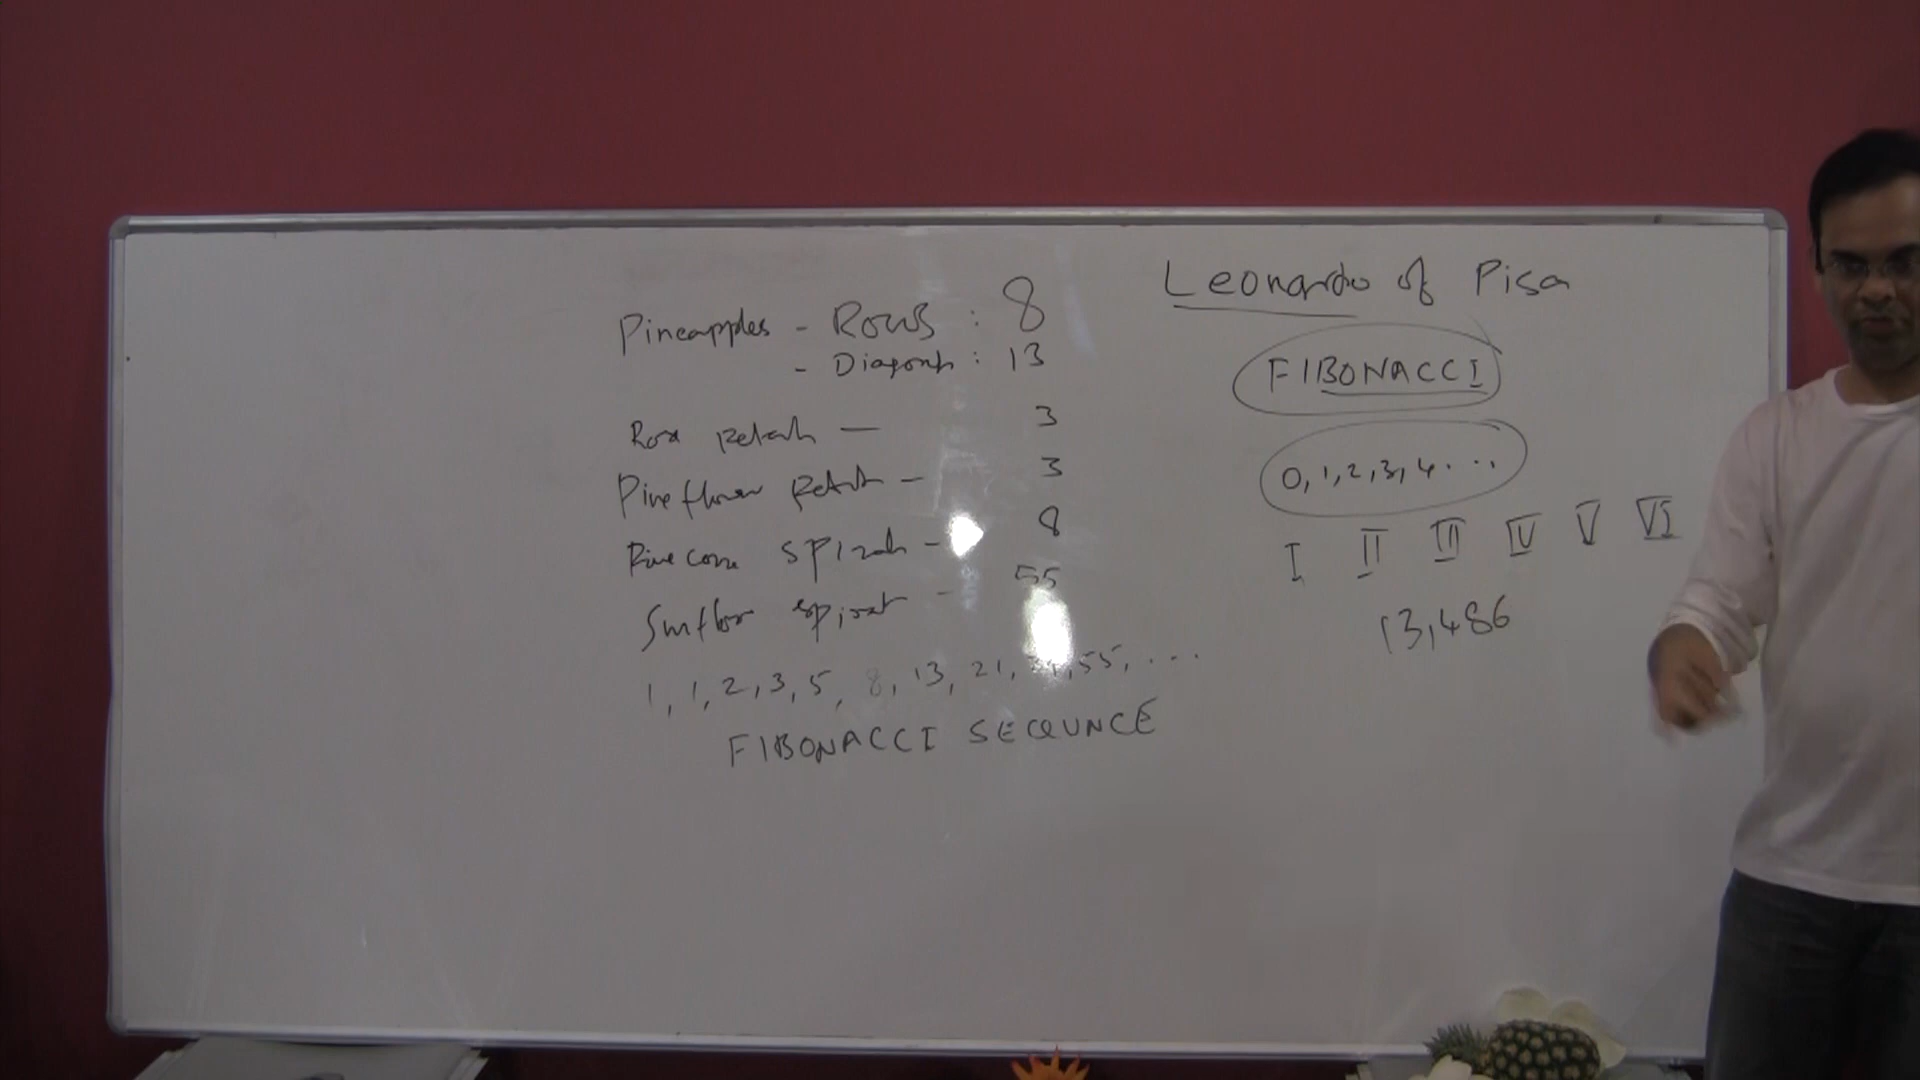 Pineapples - Rows : 8
- Diagonals : 13
Rose petals — 3
Pine flower petals - 3
Pine cone spirals - 8
Sunflower spirals - 55
1, 1, 2, 3, 5, 8, 13, 21, 34, 55, ...
FIBONACCI SEQUNCE
Leonardo of Pisa
FIBONACCI
0, 1, 2, 3, 4 ...
I II III IV V VI
13,486